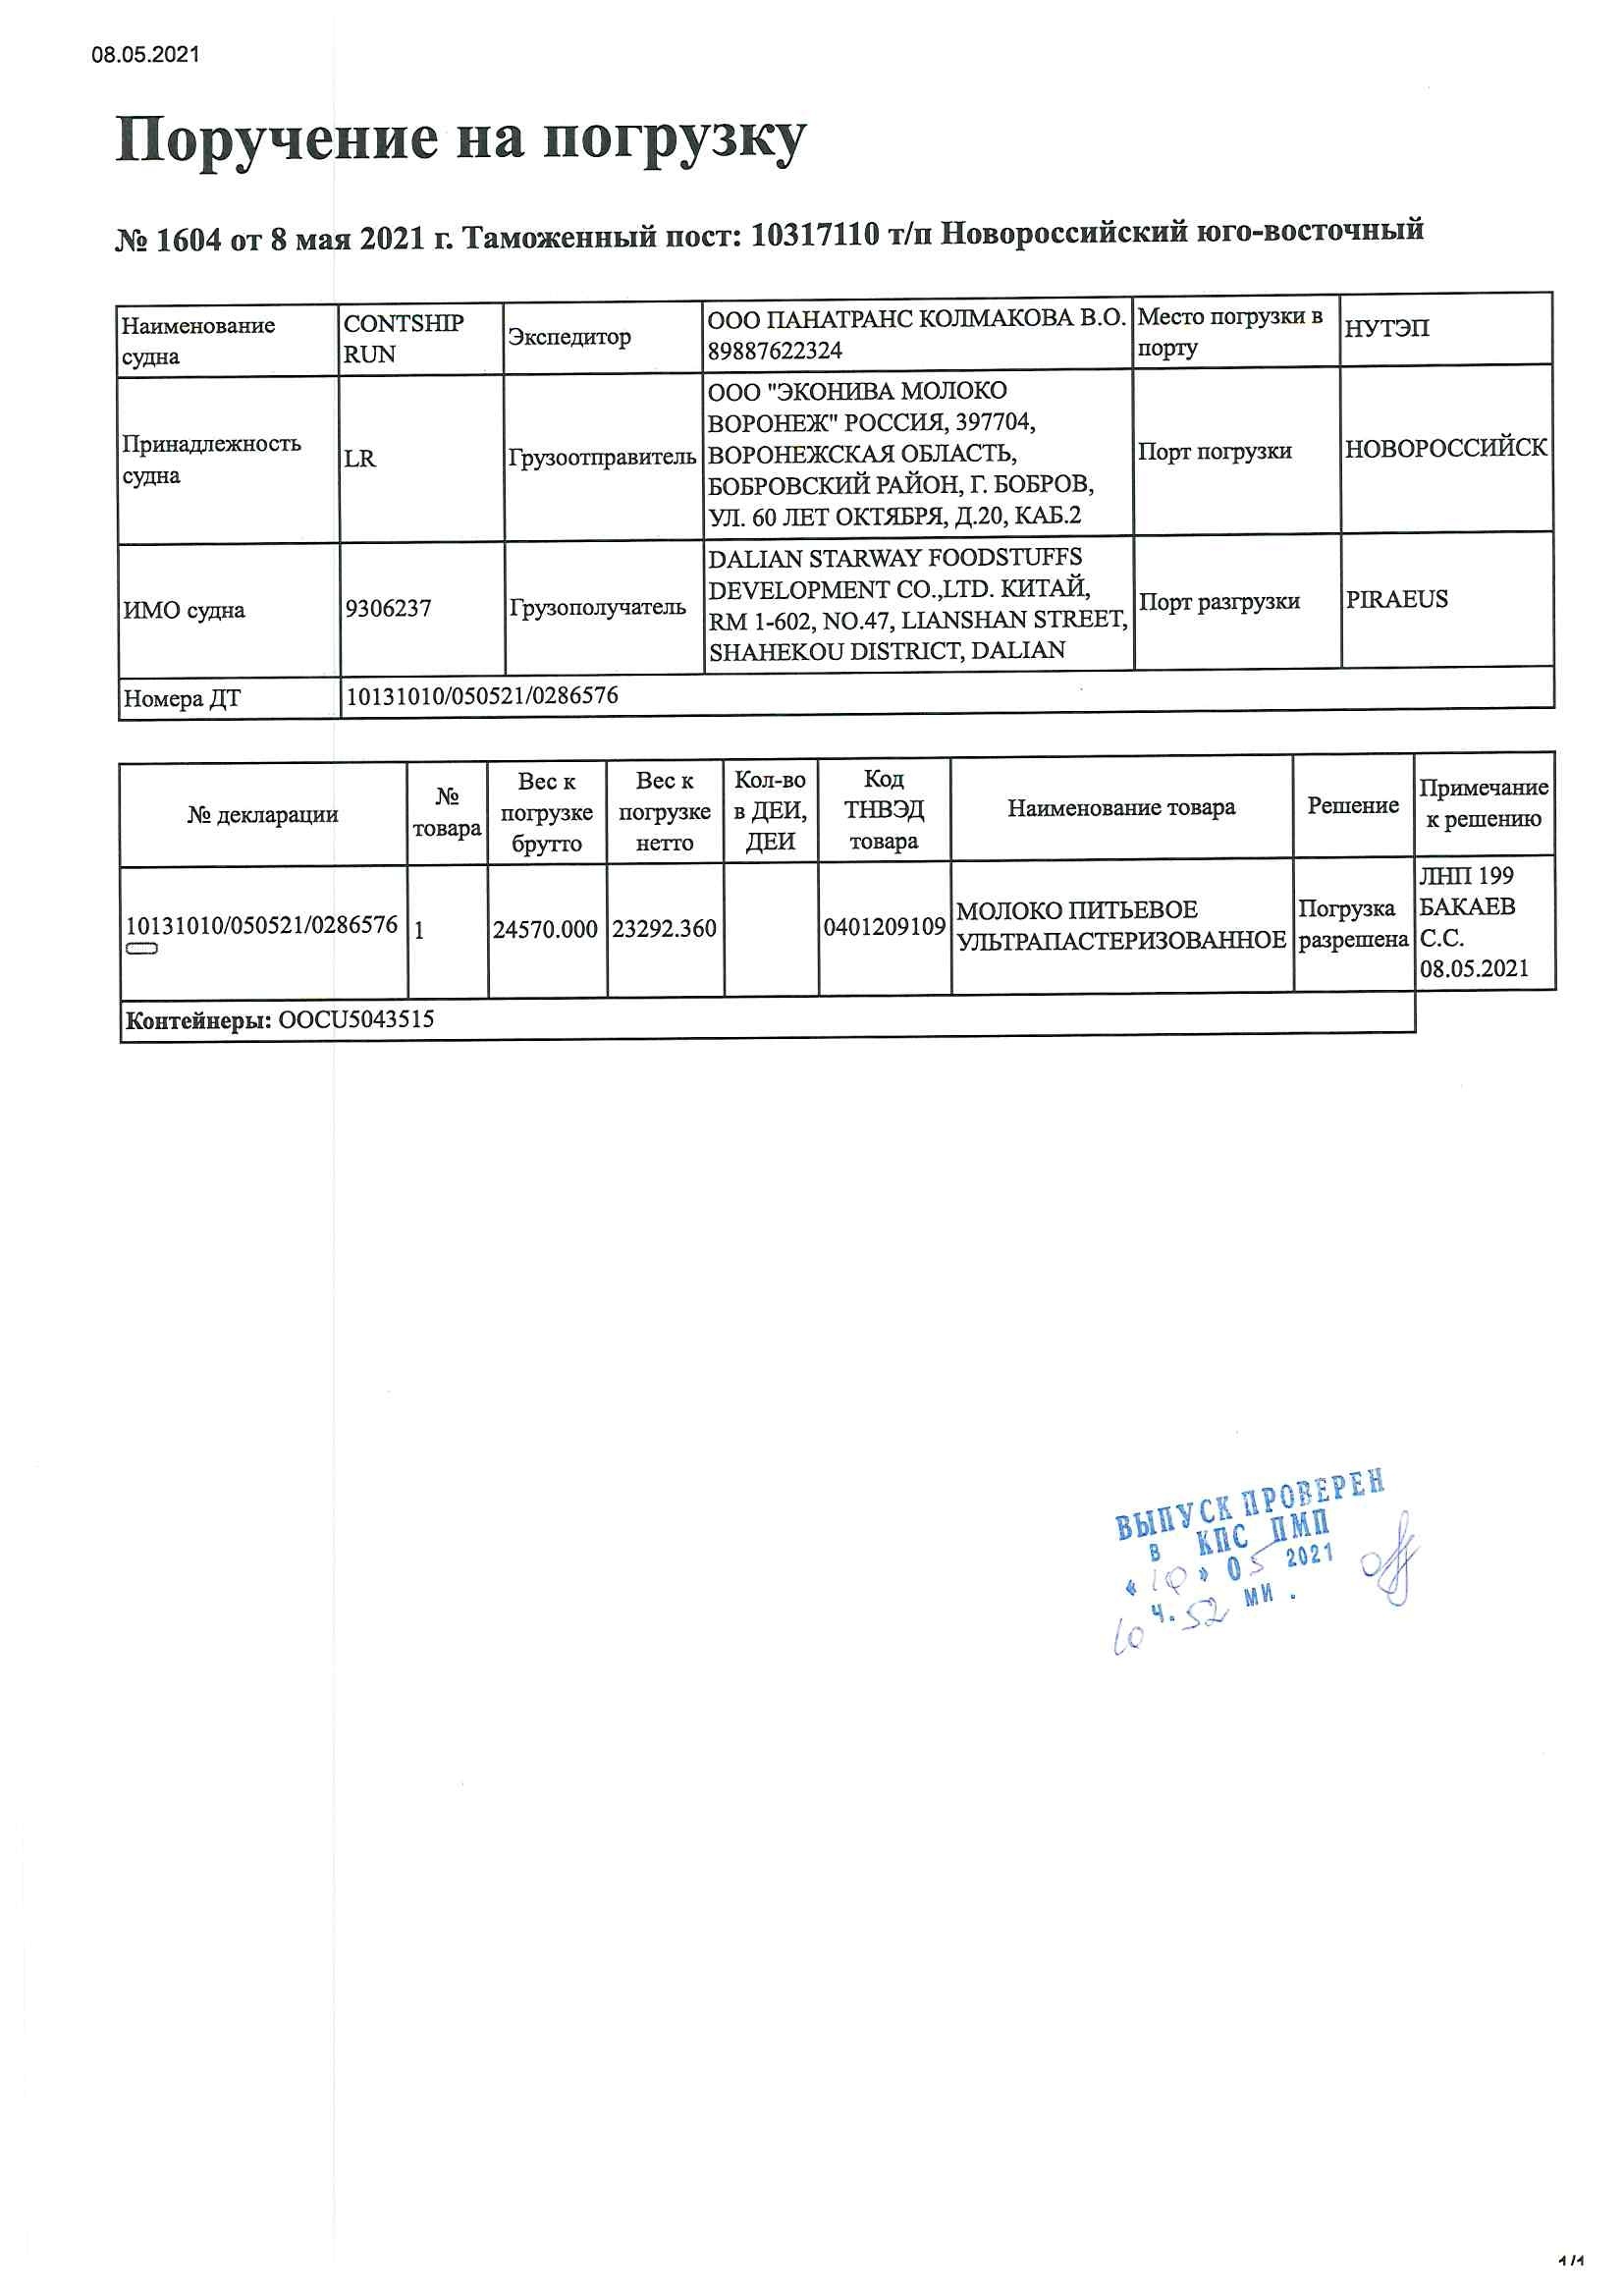 08.05.2021
Поручение на погрузку
№ 1604 от 8 мая 2021 г. Таможенный пост: 10317110 т/п Новороссийский юго-восточный
Наименование
судна
CONTSHIP
RUN
Экспедитор
ООО ПАНАТРАНС КОЛМАКОВА В.О.
89887622324
Место погрузки в
порту
НУТЭП
Принадлежность
судна
LR
Грузоотправитель
ООО "ЭКОНИВА МОЛОКО
ВОРОНЕЖ" РОССИЯ, 397704,
ВОРОНЕЖСКАЯ ОБЛАСТЬ,
БОБРОВСКИЙ РАЙОН, Г. БОБРОВ,
УЛ. 60 ЛЕТ ОКТЯБРЯ, Д.20, КАБ.2
Порт погрузки
НОВОРОССИЙСК
ИМО судна
9306237
Грузополучатель
DALIAN STARWAY FOODSTUFFS
DEVELOPMENT CO.,LTD. КИТАЙ,
RM 1-602, NO.47, LIANSHAN STREET,
SHAHEKOU DISTRICT, DALIAN
Порт разгрузки
PIRAEUS
Номера ДТ
10131010/050521/0286576
№ декларации
№
товара
Вес к
погрузке
брутто
Вес к
погрузке
нетто
Кол-во
в ДЕИ,
ДЕИ
Код
ТНВЭД
товара
Наименование товара
Решение
Примечание
к решению
10131010/050521/0286576
1
24570.000
23292.360
0401209109
МОЛОКО ПИТЬЕВОЕ
УЛЬТРАПАСТЕРИЗОВАННОЕ
Погрузка
разрешена
ЛНП 199
БАКАЕВ
С.С.
08.05.2021
Контейнеры: OOCU5043515
ВЫПУСК ПРОВЕРЕН
в КПС ПМП
«10» 05 2021
10 ч. 52 ми .
1/1